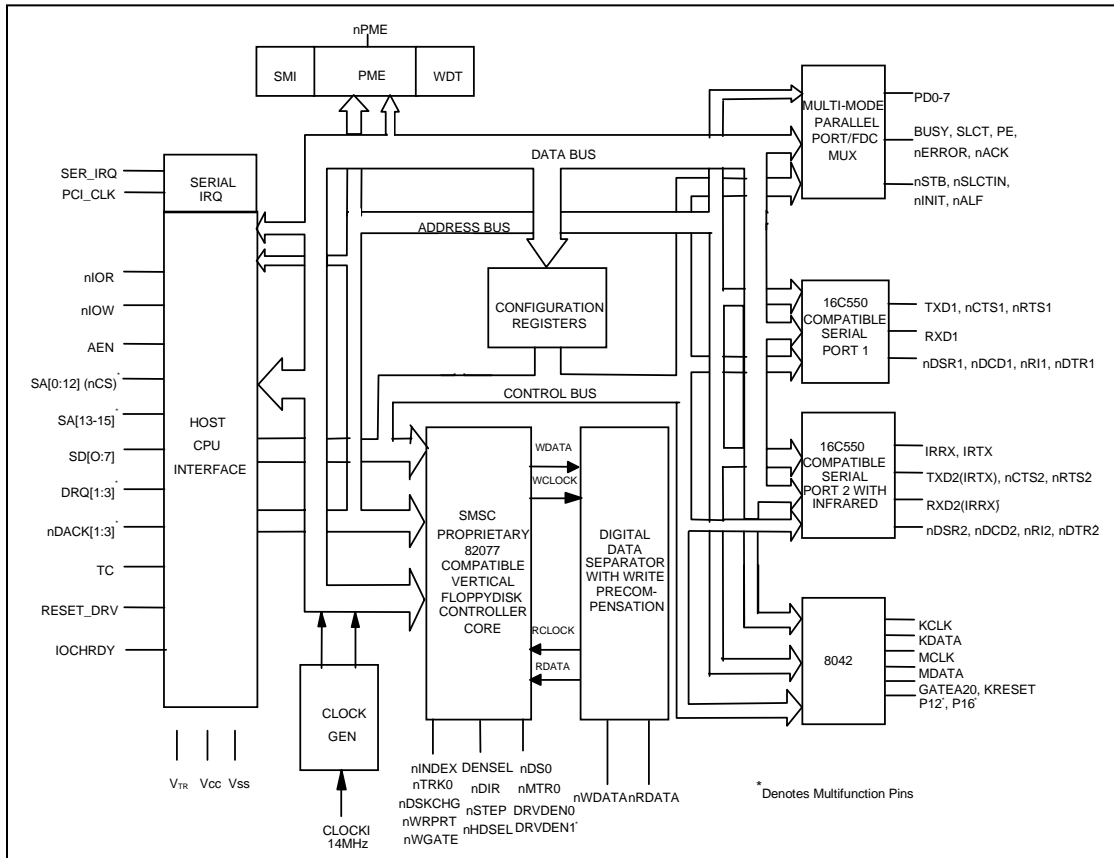 nPME
SMI
PME
WDT
SER_IRQ
PCI_CLK
SERIAL
IRQ
nIOR
nIOW
AEN
SA[0:12] (nCS)*
SA[13-15]*
SD[O:7]
DRQ[1:3]*
nDACK[1:3]*
TC
RESET_DRV
IOCHRDY
HOST
CPU
INTERFACE
VTR
Vcc
Vss
DATA BUS
ADDRESS BUS
CONFIGURATION
REGISTERS
CONTROL BUS
SMSC
PROPRIETARY
82077
COMPATIBLE
VERTICAL
FLOPPYDISK
CONTROLLER
CORE
WDATA
WCLOCK
RCLOCK
RDATA
DIGITAL
DATA
SEPARATOR
WITH WRITE
PRECOM-
PENSATION
CLOCK
GEN
CLOCKI
14MHz
nINDEX
nTRK0
nDSKCHG
nWRPRT
nWGATE
DENSEL
nDIR
nSTEP
nHDSEL
nDS0
nMTR0
DRVDEN0
DRVDEN1*
nWDATA
nRDATA
MULTI-MODE
PARALLEL
PORT/FDC
MUX
PD0-7
BUSY, SLCT, PE,
nERROR, nACK
nSTB, nSLCTIN,
nINIT, nALF
16C550
COMPATIBLE
SERIAL
PORT 1
TXD1, nCTS1, nRTS1
RXD1
nDSR1, nDCD1, nRI1, nDTR1
16C550
COMPATIBLE
SERIAL
PORT 2 WITH
INFRARED
IRRX, IRTX
TXD2(IRTX), nCTS2, nRTS2
RXD2(IRRX)*
nDSR2, nDCD2, nRI2, nDTR2
8042
KCLK
KDATA
MCLK
MDATA
GATEA20, KRESET
P12*, P16*
*Denotes Multifunction Pins